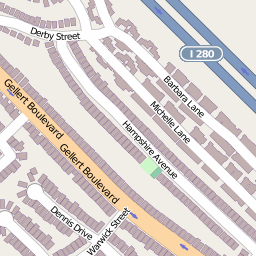 Derby Street
I 280
Barbara Lane
Michelle Lane
Hampshire Avenue
Gellert Boulevard
Gellert Boulevard
Dennis Drive
Warwick Street